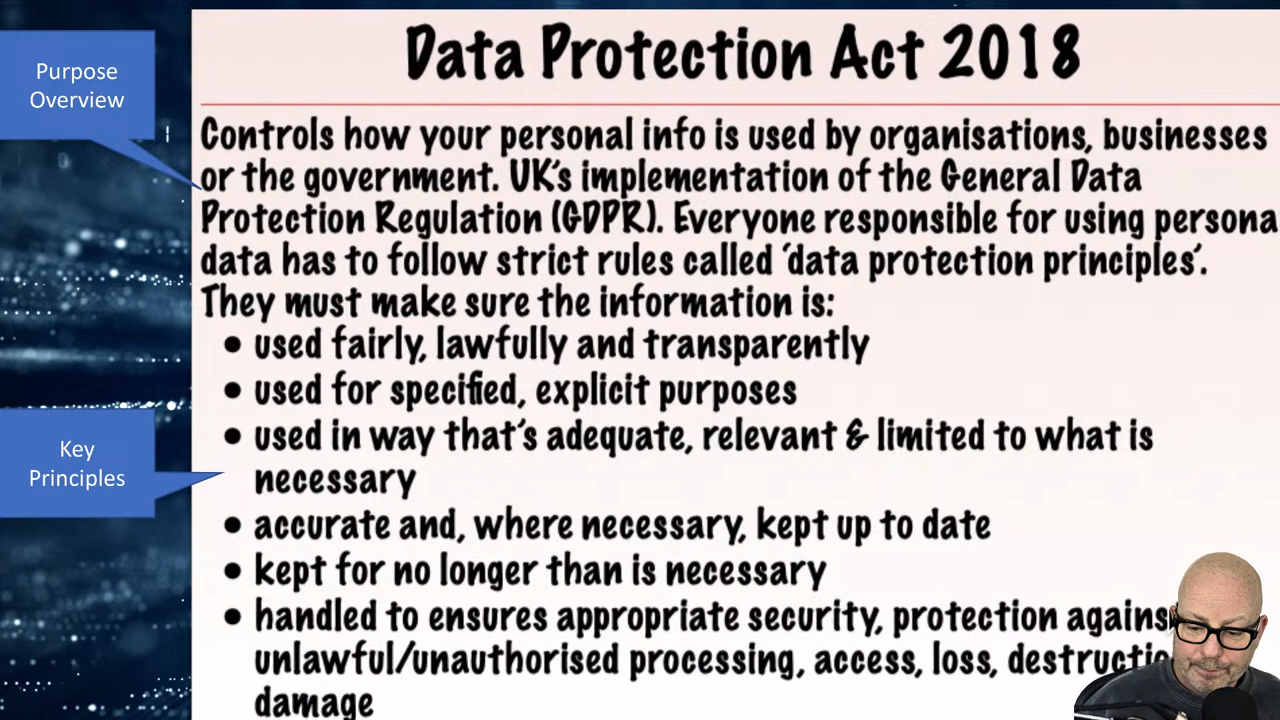 Data Protection Act 2018
Purpose
Overview
Controls how your personal info is used by organisations, businesses
or the government. UK's implementation of the General Data
Protection Regulation (GDPR). Everyone responsible for using persona
data has to follow strict rules called ‘data protection principles’.
They must make sure the information is:
• used fairly, lawfully and transparently
• used for specified, explicit purposes
Key
Principles
• used in way that's adequate, relevant & limited to what is
necessary
• accurate and, where necessary, kept up to date
• kept for no longer than is necessary
• handled to ensures appropriate security, protection agains
unlawful/unauthorised processing, access, loss, destructi
damage